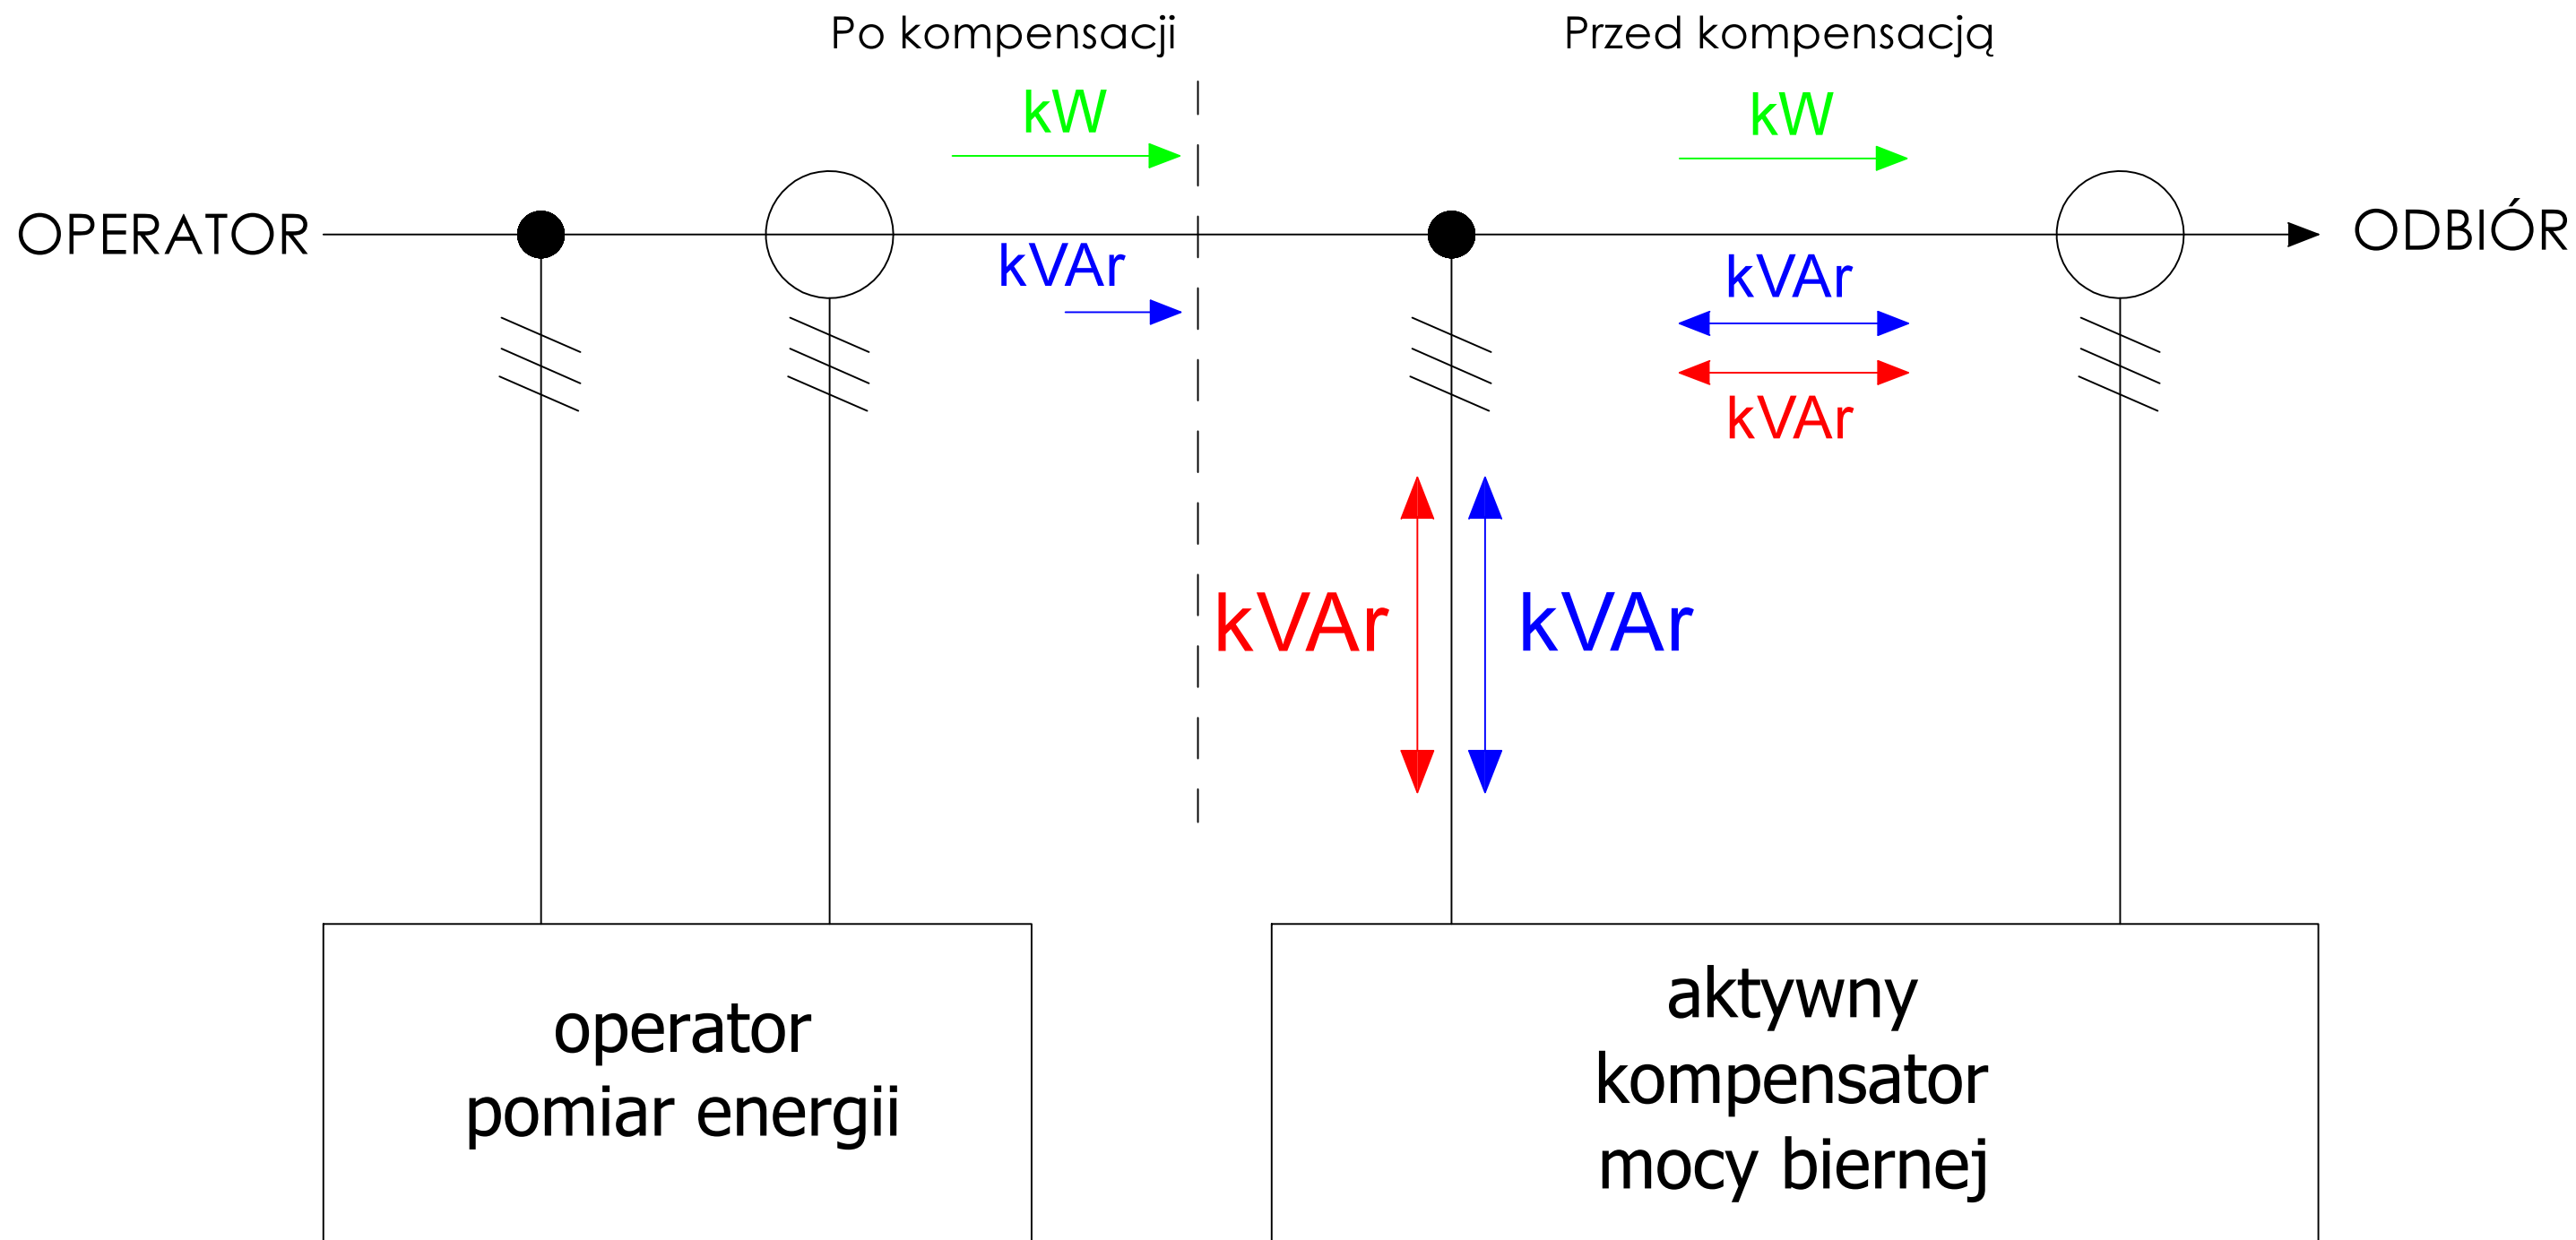 Po kompensacji
Przed kompensacją
kW
kW
OPERATOR
ODBIÓR
kVAr
kVAr
kVAr
kVAr
kVAr
operator
pomiar energii
aktywny
kompensator
mocy biernej